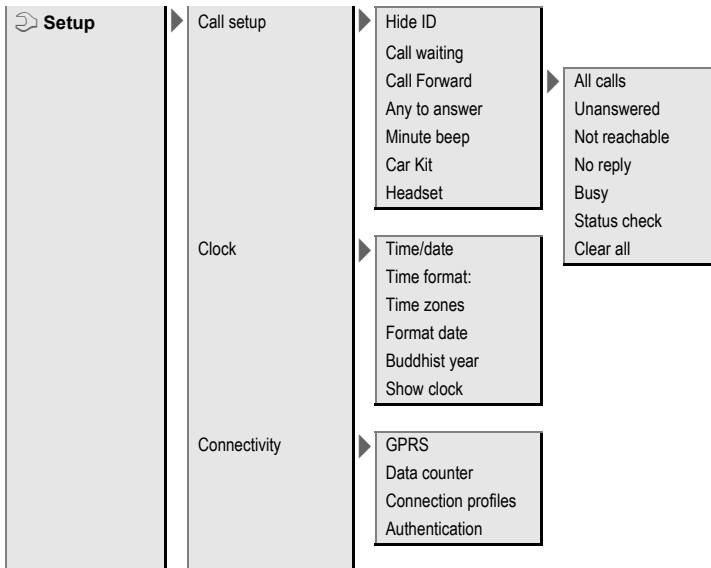 Setup
Call setup
Hide ID
Call waiting
Call Forward
Any to answer
Minute beep
Car Kit
Headset
All calls
Unanswered
Not reachable
No reply
Busy
Status check
Clear all
Clock
Time/date
Time format:
Time zones
Format date
Buddhist year
Show clock
Connectivity
GPRS
Data counter
Connection profiles
Authentication